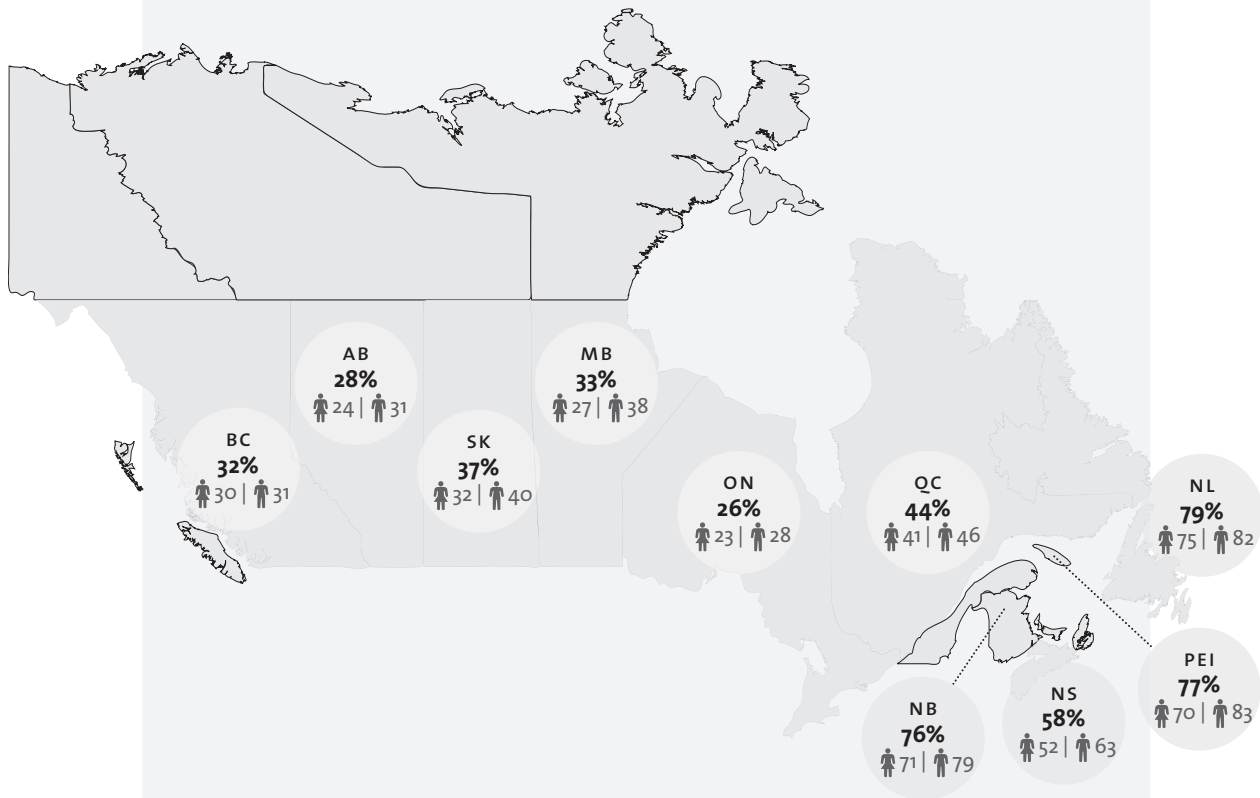 AB
28%
24 | 31
MB
33%
27 | 38
BC
32%
30 | 31
SK
37%
32 | 40
ON
26%
23 | 28
QC
44%
41 | 46
NL
79%
75 | 82
PEI
77%
70 | 83
NB
76%
71 | 79
NS
58%
52 | 63